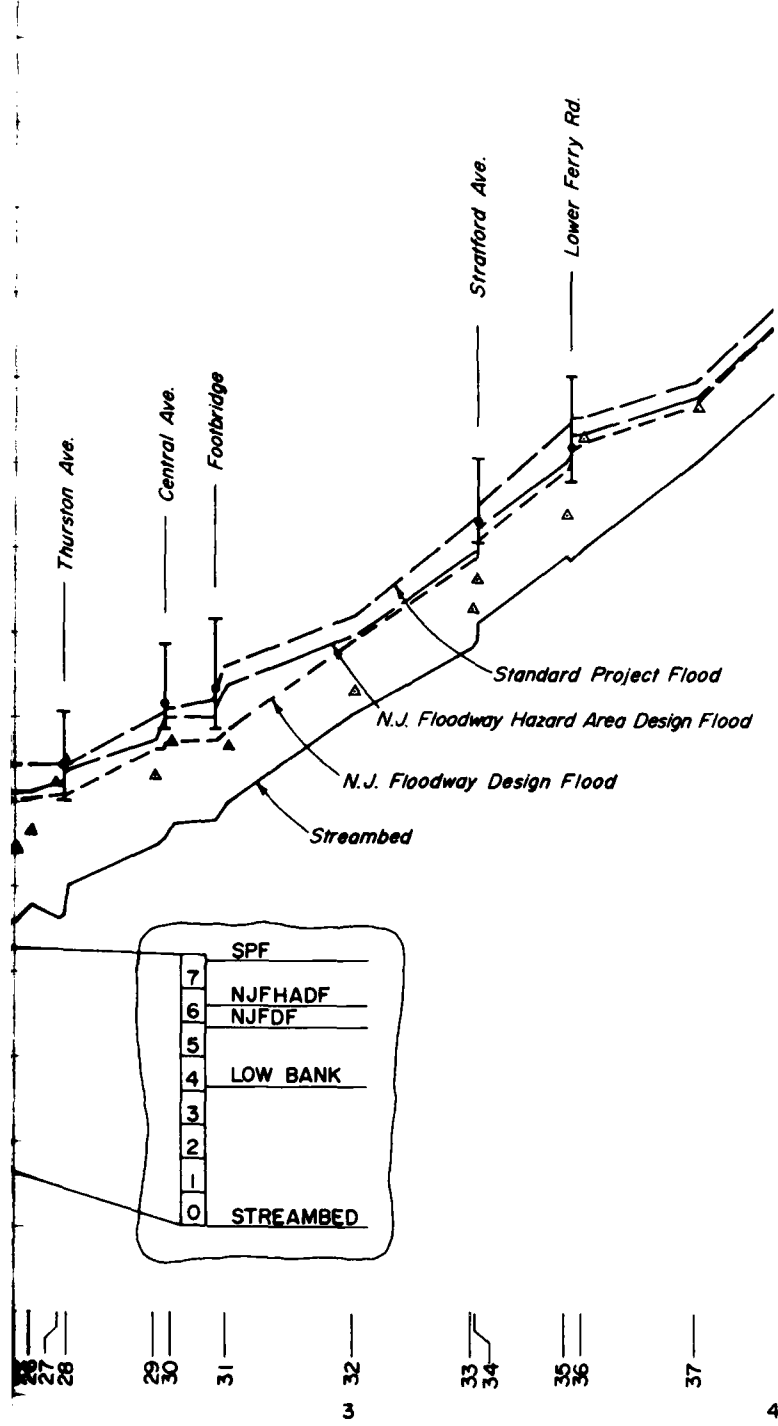 Thurston Ave.
Central Ave.
Footbridge
Stratford Ave.
Lower Ferry Rd.
Standard Project Flood
N.J. Floodway Hazard Area Design Flood
N.J. Floodway Design Flood
Streambed
SPF
7
NJFHADF
6
NJFDF
5
4
LOW BANK
3
2
1
0
STREAMBED
27
28
29
30
31
32
33
34
35
36
37
3
4